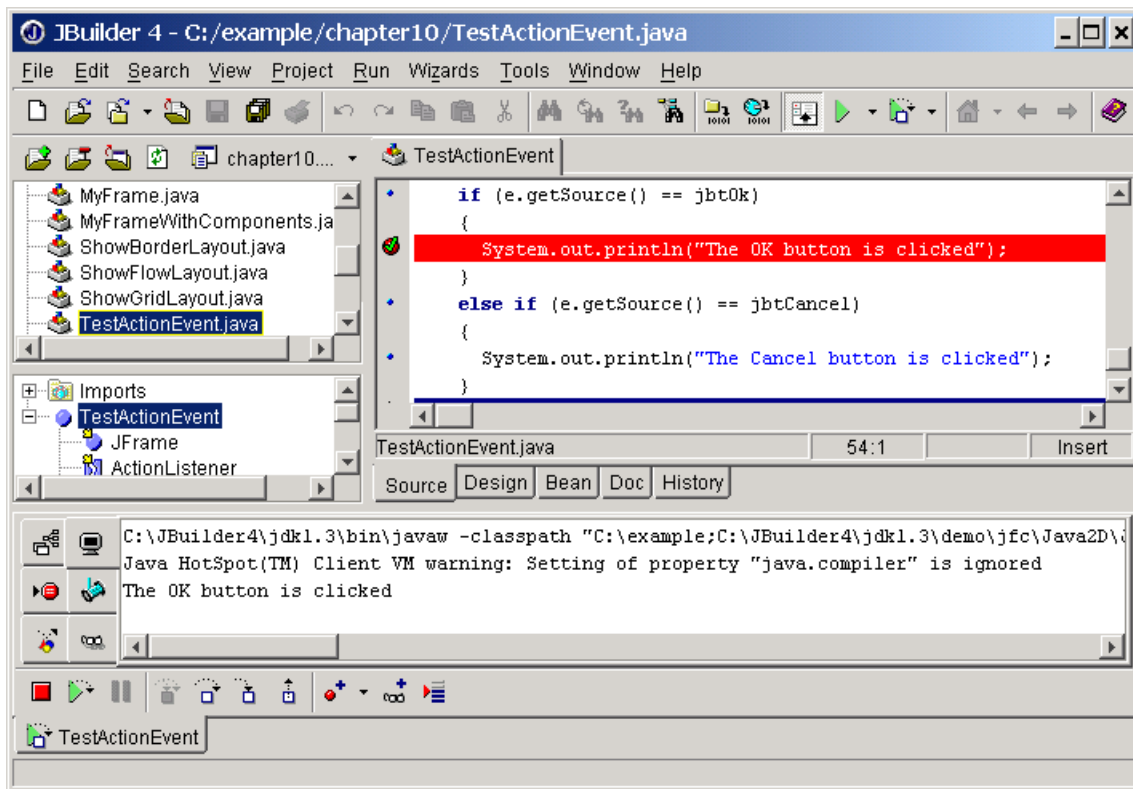 JBuilder 4 - C:/example/chapter10/TestActionEvent.java
File Edit Search View Project Run Wizards Tools Window Help
chapter10....
TestActionEvent
MyFrame.java
MyFrameWithComponents.ja
ShowBorderLayout.java
ShowFlowLayout.java
ShowGridLayout.java
TestActionEvent.java
if (e.getSource() == jbtOk)
{
System.out.println("The OK button is clicked");
}
else if (e.getSource() == jbtCancel)
{
System.out.println("The Cancel button is clicked");
}
Imports
TestActionEvent
JFrame
ActionListener
TestActionEvent.java 54:1 Insert
Source Design Bean Doc History
C:\JBuilder4\jdk1.3\bin\javaw -classpath "C:\example;C:\JBuilder4\jdk1.3\demo\jfc\Java2D\
Java HotSpot(TM) Client VM warning: Setting of property "java.compiler" is ignored
The OK button is clicked
TestActionEvent